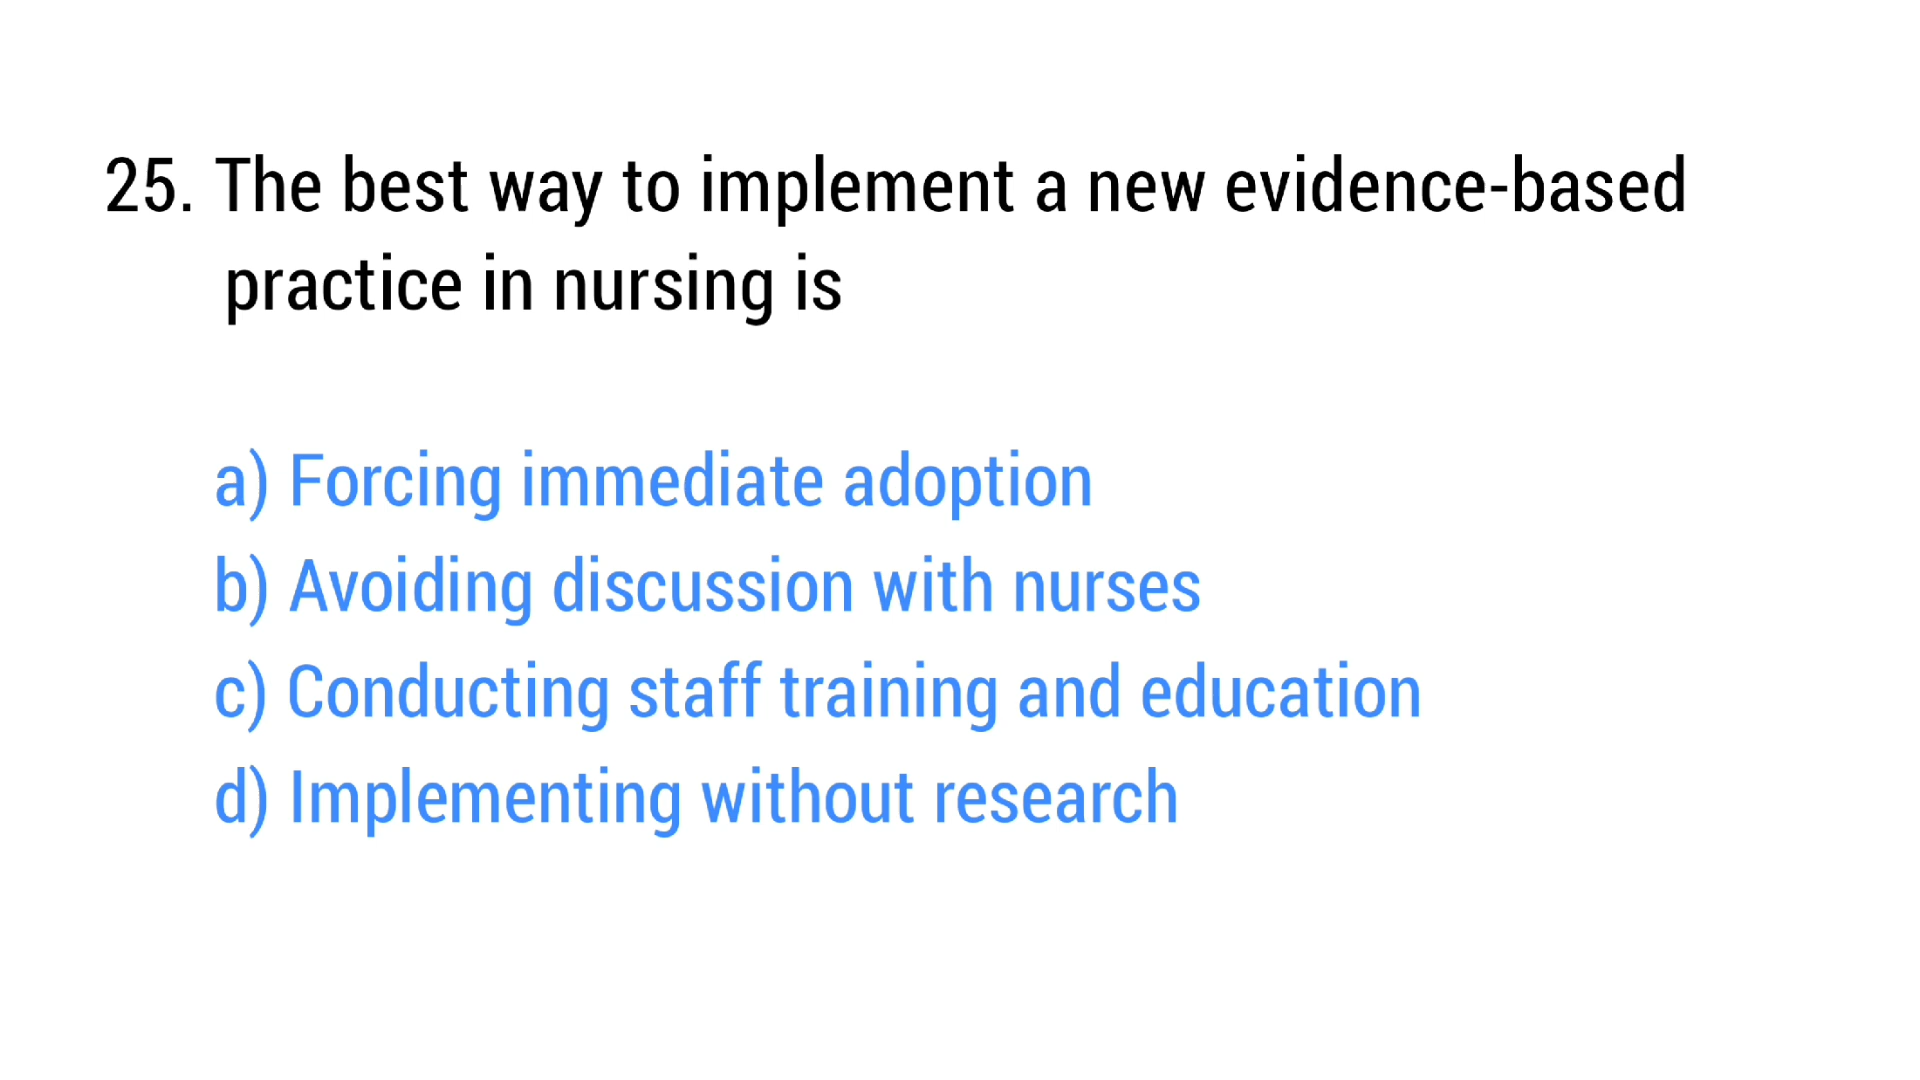 25. The best way to implement a new evidence-based
practice in nursing is
a) Forcing immediate adoption
b) Avoiding discussion with nurses
c) Conducting staff training and education
d) Implementing without research